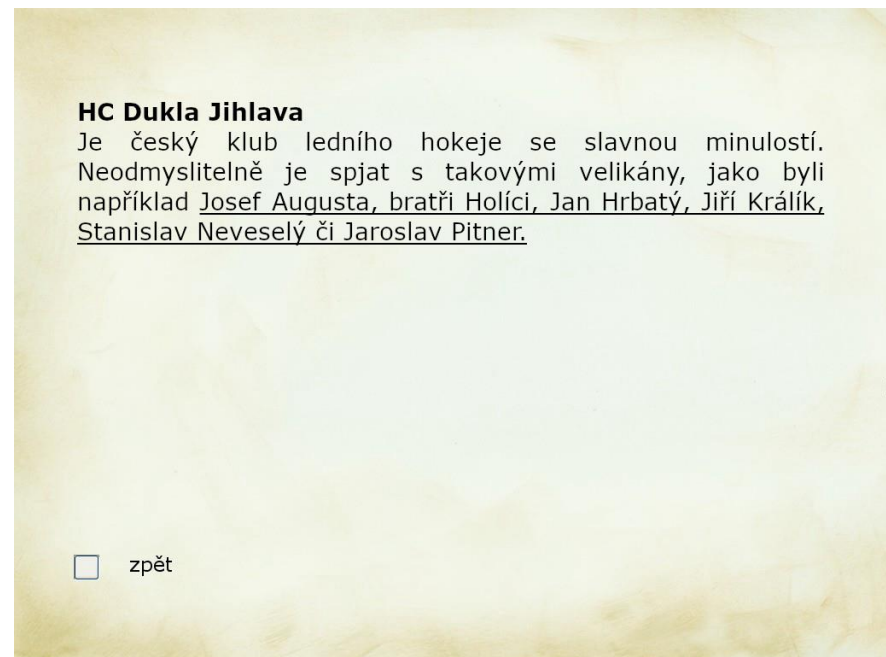 HC Dukla Jihlava
Je český klub ledního hokeje se slavnou minulostí.
Neodmyslitelně je spjat s takovými velikány, jako byli
například Josef Augusta, bratři Holíci, Jan Hrbatý, Jiří Králík,
Stanislav Neveselý či Jaroslav Pitner.
zpět